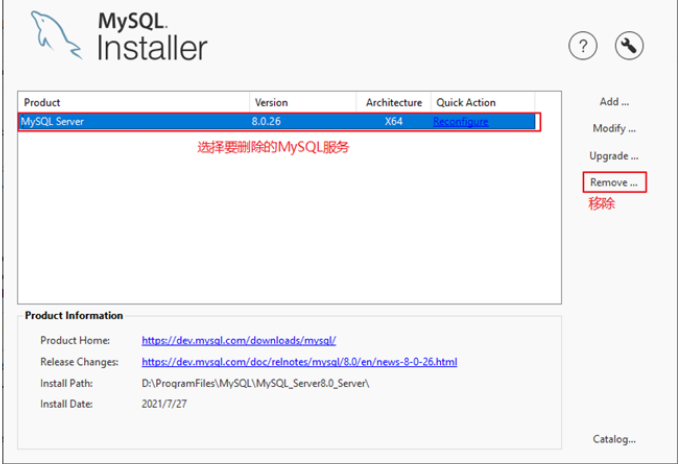 MySQL.
Installer
?
Product Version Architecture Quick Action
MySQL Server 8.0.26 X64 Reconfigure
选择要删除的MySQL服务
Add ...
Modify ...
Upgrade ...
Remove ...
移除
Product Information
Product Home: https://dev.mysql.com/downloads/mysql/
Release Changes: https://dev.mysql.com/doc/relnotes/mysql/8.0/en/news-8-0-26.html
Install Path: D:\ProgramFiles\MySQL\MySQL_Server8.0_Server\
Install Date: 2021/7/27
Catalog...